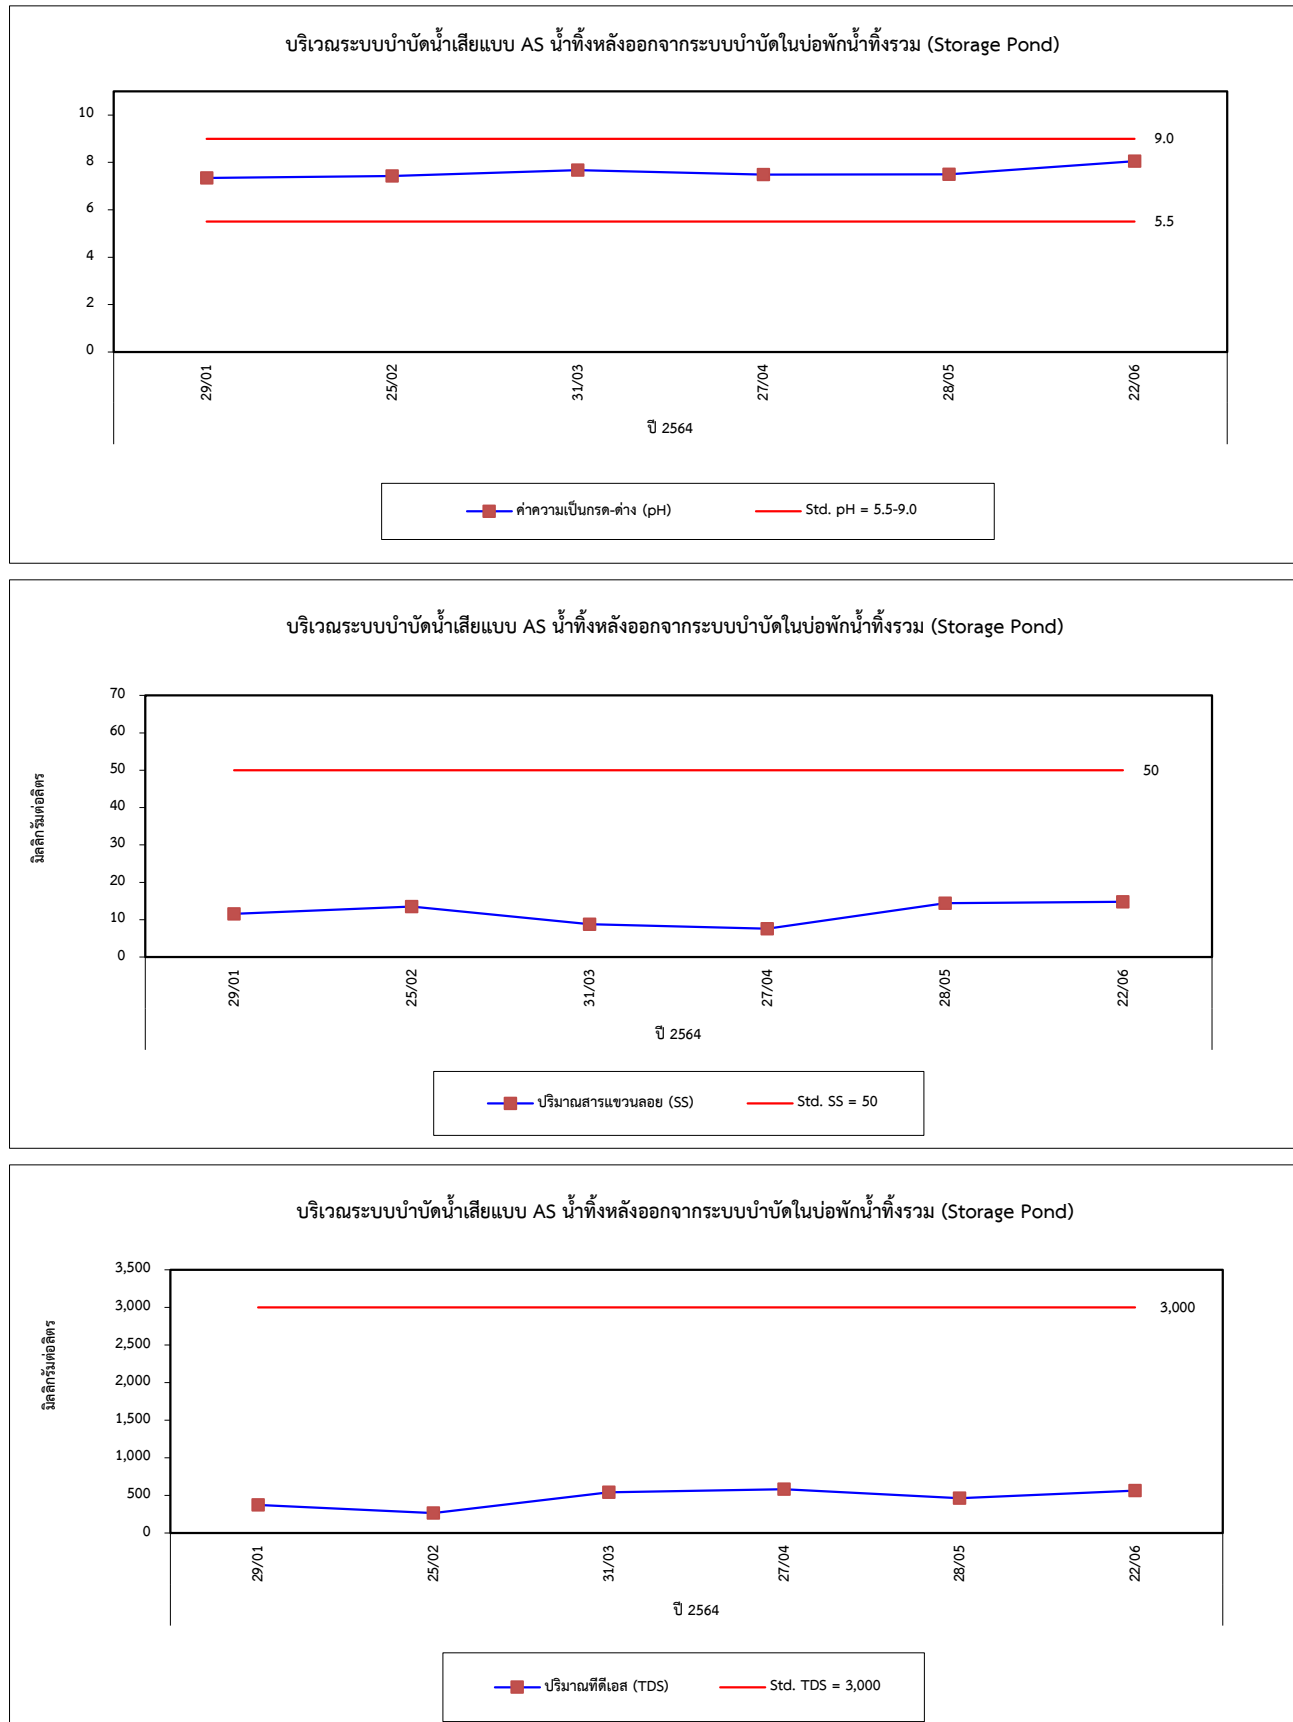 บริเวณระบบบำบัดน้ำเสียแบบ AS น้ำทิ้งหลังออกจากระบบบำบัดในบ่อพักน้ำทิ้งรวม (Storage Pond)
10
9.0
8
6
5.5
4
2
0
29/01 25/02 31/03 27/04 28/05 22/06
ปี 2564
ค่าความเป็นกรด-ด่าง (pH) Std. pH = 5.5-9.0
บริเวณระบบบำบัดน้ำเสียแบบ AS น้ำทิ้งหลังออกจากระบบบำบัดในบ่อพักน้ำทิ้งรวม (Storage Pond)
มิลลิกรัมต่อลิตร
70
60
50 50
40
30
20
10
0
29/01 25/02 31/03 27/04 28/05 22/06
ปี 2564
ปริมาณสารแขวนลอย (SS) Std. SS = 50
บริเวณระบบบำบัดน้ำเสียแบบ AS น้ำทิ้งหลังออกจากระบบบำบัดในบ่อพักน้ำทิ้งรวม (Storage Pond)
มิลลิกรัมต่อลิตร
3,500
3,000 3,000
2,500
2,000
1,500
1,000
500
0
29/01 25/02 31/03 27/04 28/05 22/06
ปี 2564
ปริมาณทีดีเอส (TDS) Std. TDS = 3,000